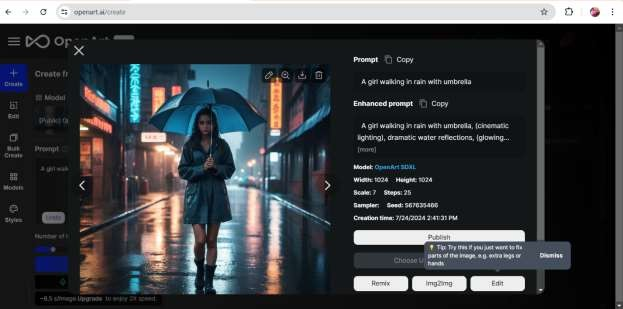 openart.ai/create
OpenArt
Create
Edit
Bulk
Create
Models
Styles
Create fr
Model
Prompt
A girl walk
Number of i
~8.5 s/image Upgrade to enjoy 2X speed.
Prompt Copy
A girl walking in rain with umbrella
Enhanced prompt Copy
A girl walking in rain with umbrella, (cinematic
lighting), dramatic water reflections, (glowing...
[more]
Model: OpenArt SDXL
Width: 1024 Height: 1024
Scale: 7 Steps: 25
Sampler: Seed: 567635466
Creation time: 7/24/2024 2:41:31 PM
Publish
Choose U
💡 Tip: Try this if you just want to fix
parts of the image, e.g. extra legs or
hands
Dismiss
Remix Img2Img Edit